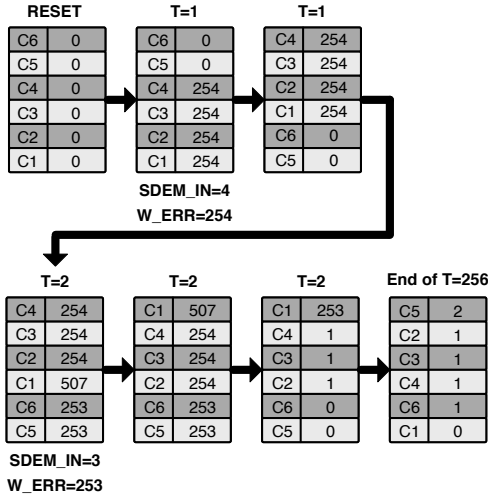 RESET T=1 T=1
C6 0 C6 0 C4 254
C5 0 C5 0 C3 254
C4 0 C4 254 C2 254
C3 0 C3 254 C1 254
C2 0 C2 254 C6 0
C1 0 C1 254 C5 0
SDEM_IN=4
W_ERR=254
T=2 T=2 T=2 End of T=256
C4 254 C1 507 C1 253 C5 2
C3 254 C4 254 C4 1 C2 1
C2 254 C3 254 C3 1 C3 1
C1 507 C2 254 C2 1 C4 1
C6 253 C6 253 C6 0 C6 1
C5 253 C5 253 C5 0 C1 0
SDEM_IN=3
W_ERR=253